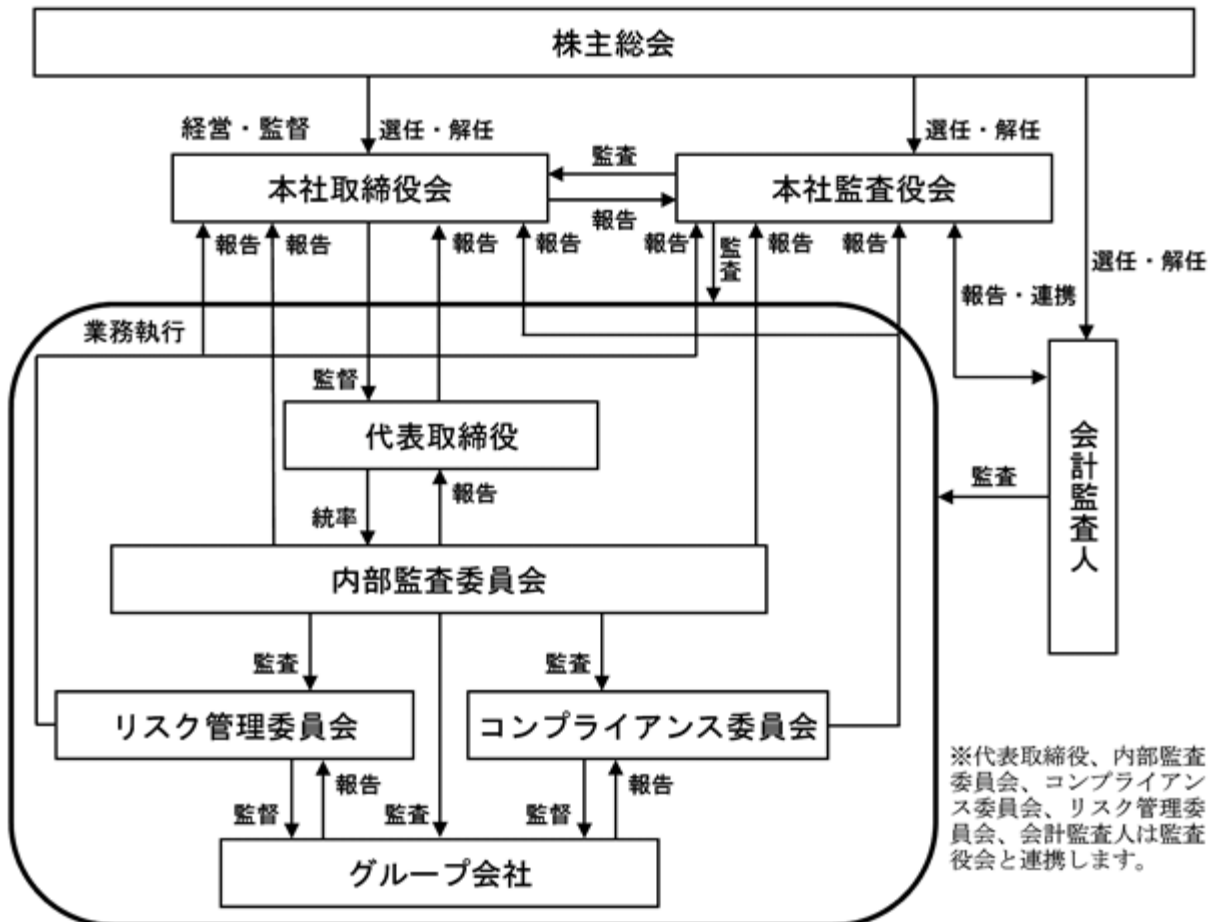 株主総会
経営・監督
選任・解任
選任・解任
本社取締役会
監査
報告
本社監査役会
報告
報告
報告
報告
報告
監査
報告
報告
選任・解任
報告・連携
業務執行
監督
代表取締役
会計監査人
監査
統率
報告
内部監査委員会
監査
監査
リスク管理委員会
コンプライアンス委員会
監督
報告
監査
監督
報告
グループ会社
※代表取締役、内部監査
委員会、コンプライアン
ス委員会、リスク管理委
員会、会計監査人は監査
役会と連携します。